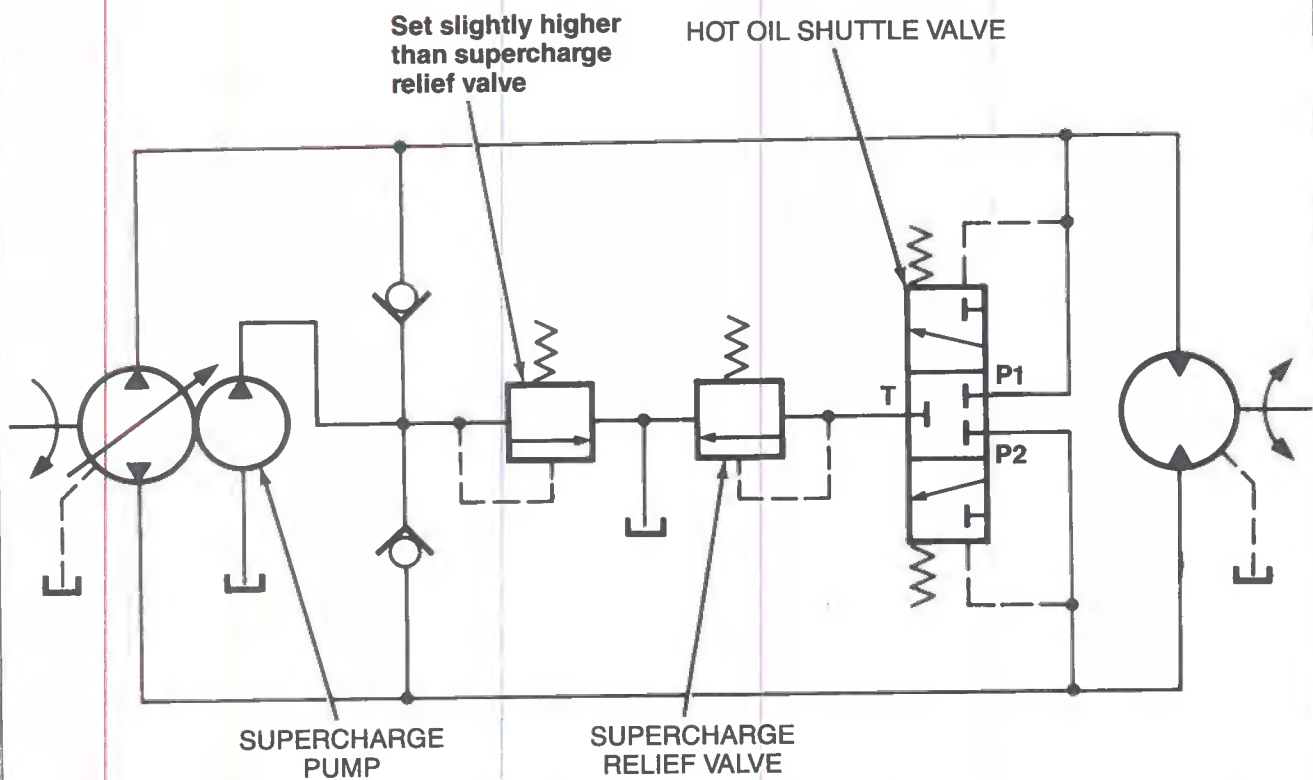 Set slightly higher
than supercharge
relief valve
HOT OIL SHUTTLE VALVE
T
P1
P2
SUPERCHARGE
PUMP
SUPERCHARGE
RELIEF VALVE